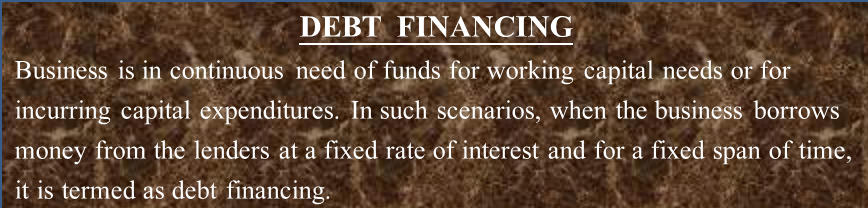 DEBT FINANCING
Business is in continuous need of funds for working capital needs or for
incurring capital expenditures. In such scenarios, when the business borrows
money from the lenders at a fixed rate of interest and for a fixed span of time,
it is termed as debt financing.